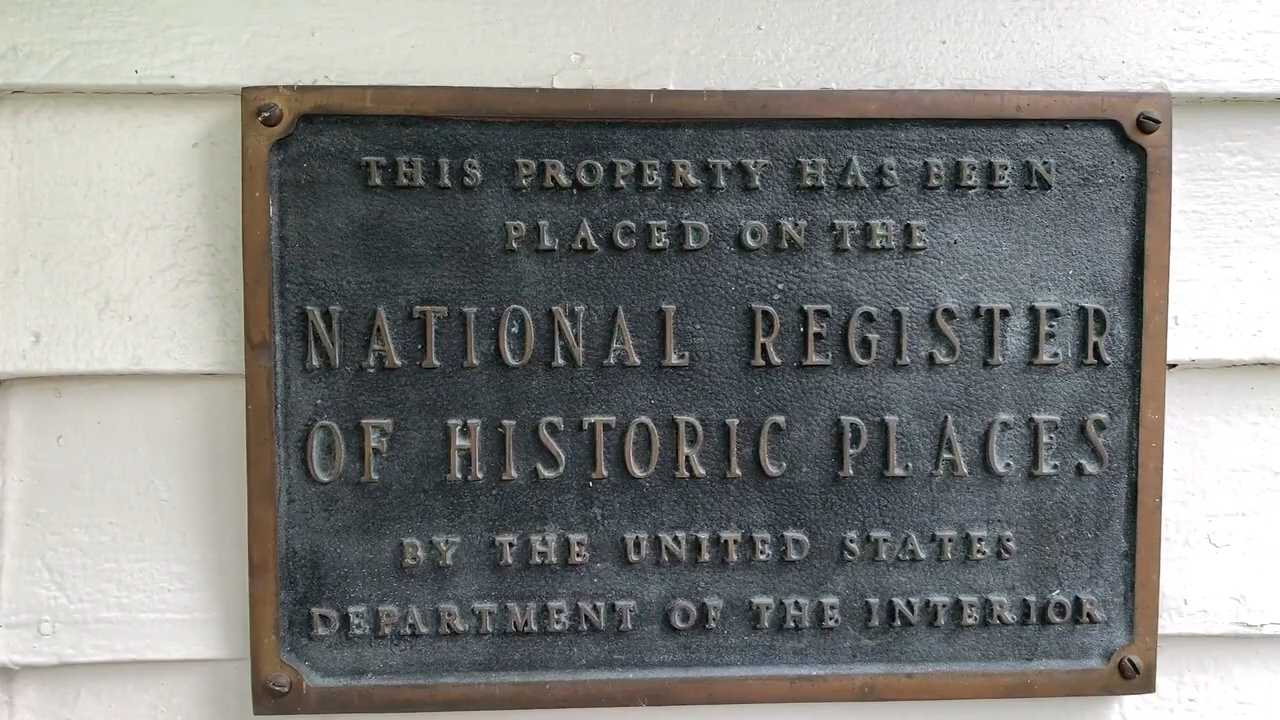 THIS PROPERTY HAS BEEN
PLACED ON THE
NATIONAL REGISTER
OF HISTORIC PLACES
BY THE UNITED STATES
DEPARTMENT OF THE INTERIOR